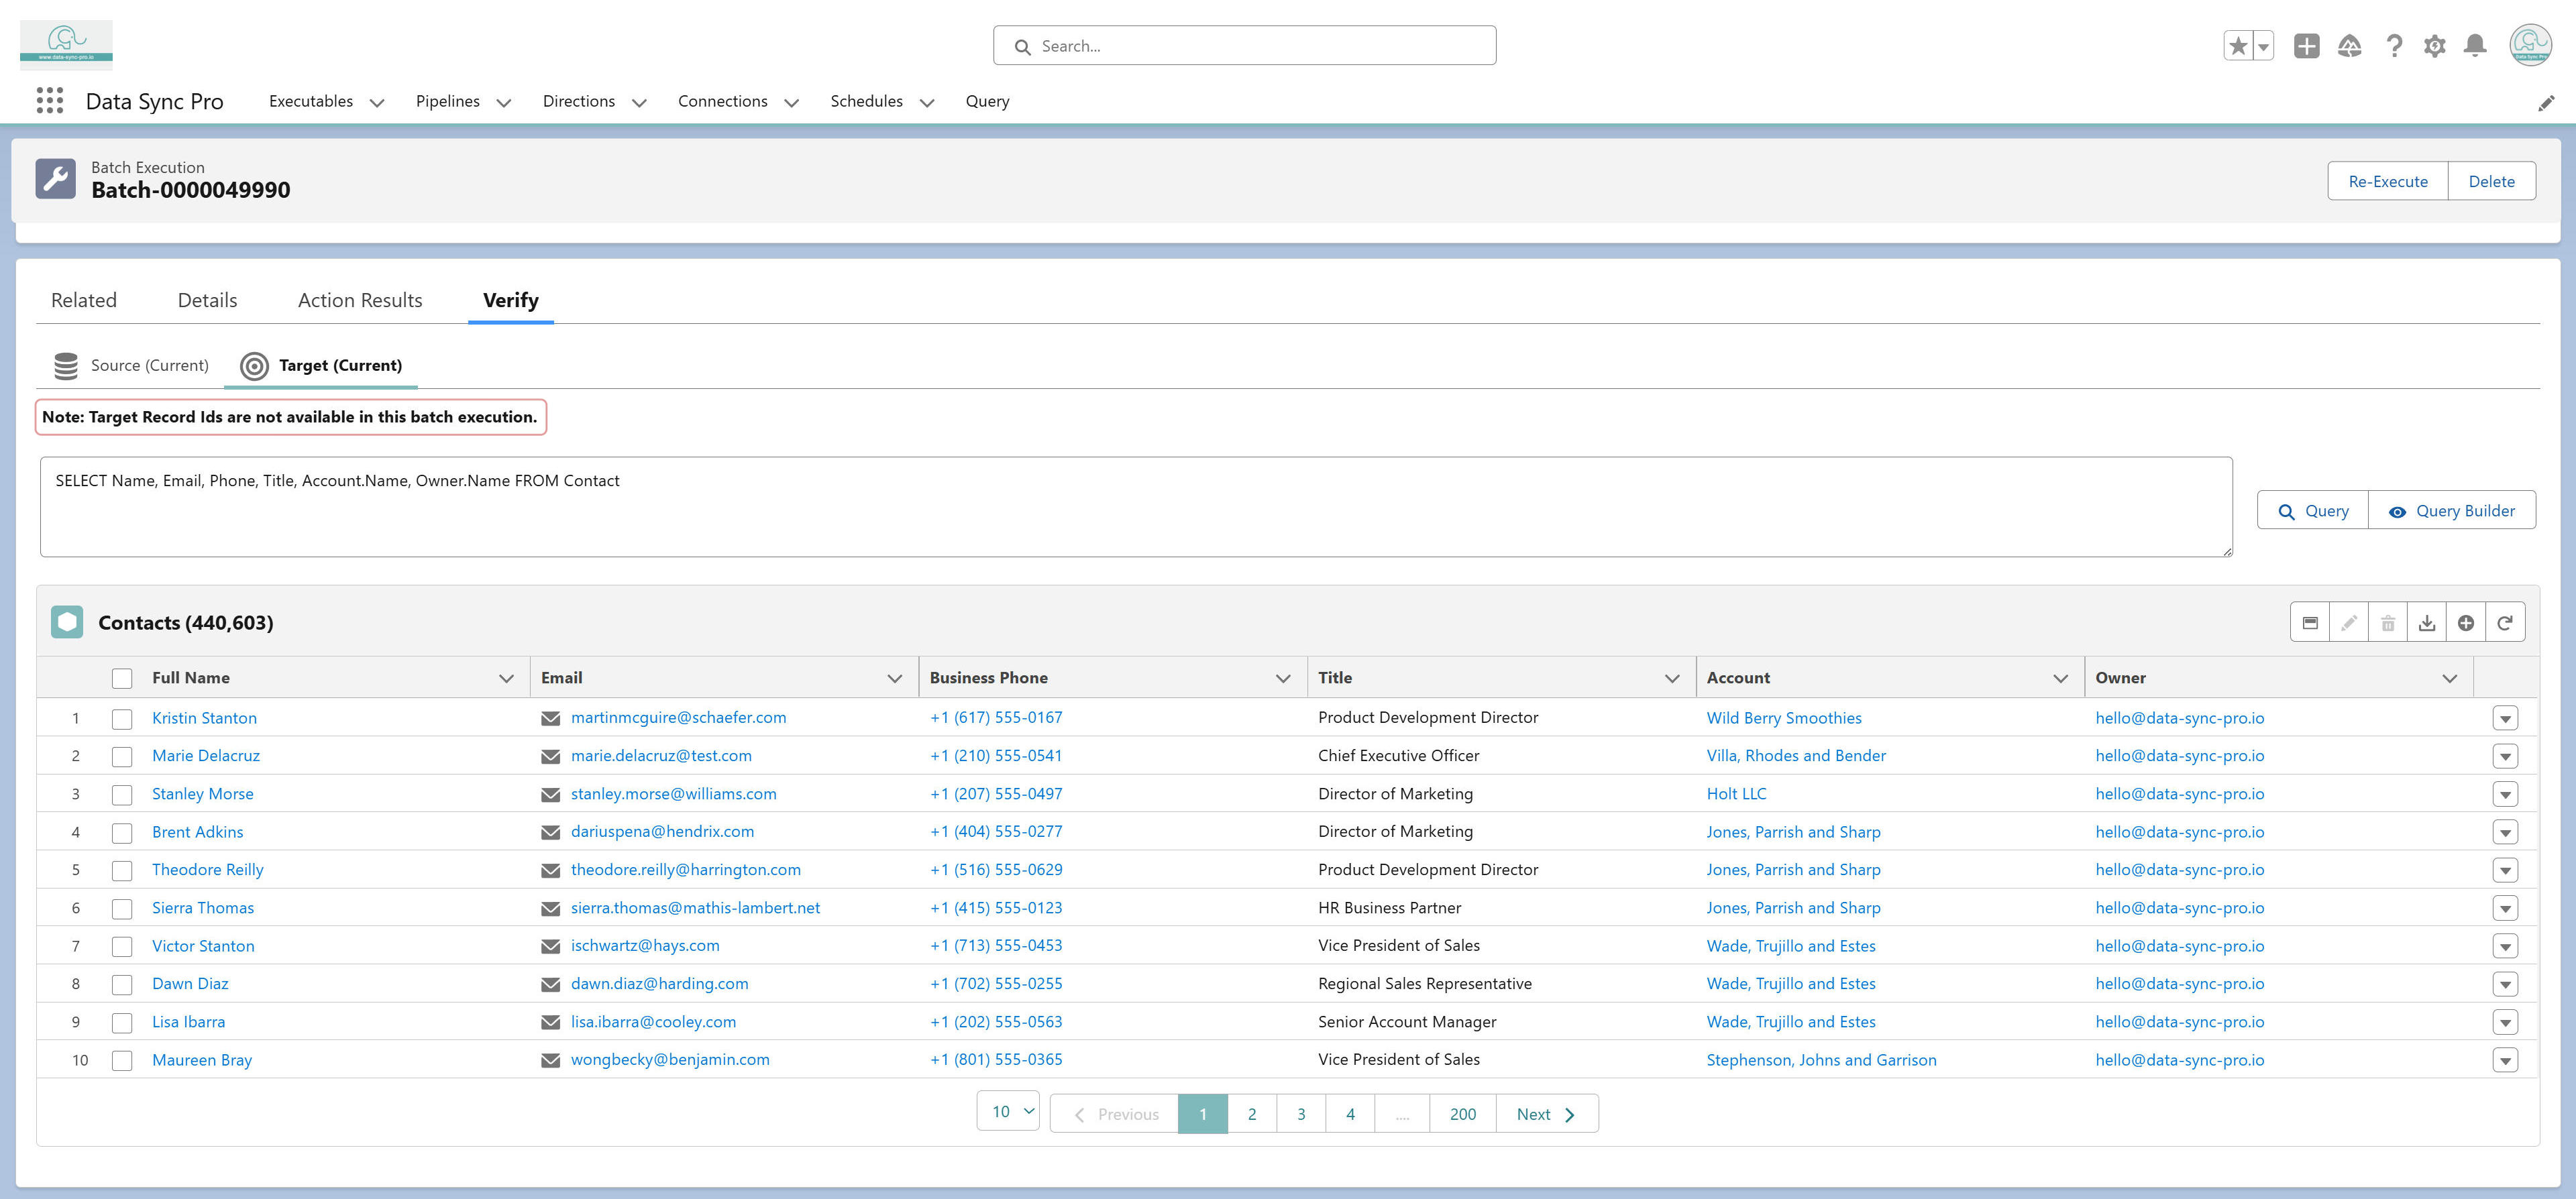 www.data-sync-pro.io
Search...
Data Sync Pro
Data Sync Pro Executables Pipelines Directions Connections Schedules Query
Batch Execution
Batch-0000049990
Re-Execute Delete
Related Details Action Results Verify
Source (Current) Target (Current)
Note: Target Record Ids are not available in this batch execution.
SELECT Name, Email, Phone, Title, Account.Name, Owner.Name FROM Contact
Query Query Builder
Contacts (440,603)
Full Name Email Business Phone Title Account Owner
1 Kristin Stanton martinmcguire@schaefer.com +1 (617) 555-0167 Product Development Director Wild Berry Smoothies hello@data-sync-pro.io
2 Marie Delacruz marie.delacruz@test.com +1 (210) 555-0541 Chief Executive Officer Villa, Rhodes and Bender hello@data-sync-pro.io
3 Stanley Morse stanley.morse@williams.com +1 (207) 555-0497 Director of Marketing Holt LLC hello@data-sync-pro.io
4 Brent Adkins dariuspena@hendrix.com +1 (404) 555-0277 Director of Marketing Jones, Parrish and Sharp hello@data-sync-pro.io
5 Theodore Reilly theodore.reilly@harrington.com +1 (516) 555-0629 Product Development Director Jones, Parrish and Sharp hello@data-sync-pro.io
6 Sierra Thomas sierra.thomas@mathis-lambert.net +1 (415) 555-0123 HR Business Partner Jones, Parrish and Sharp hello@data-sync-pro.io
7 Victor Stanton ischwartz@hays.com +1 (713) 555-0453 Vice President of Sales Wade, Trujillo and Estes hello@data-sync-pro.io
8 Dawn Diaz dawn.diaz@harding.com +1 (702) 555-0255 Regional Sales Representative Wade, Trujillo and Estes hello@data-sync-pro.io
9 Lisa Ibarra lisa.ibarra@cooley.com +1 (202) 555-0563 Senior Account Manager Wade, Trujillo and Estes hello@data-sync-pro.io
10 Maureen Bray wongbecky@benjamin.com +1 (801) 555-0365 Vice President of Sales Stephenson, Johns and Garrison hello@data-sync-pro.io
10 Previous 1 2 3 4 .... 200 Next